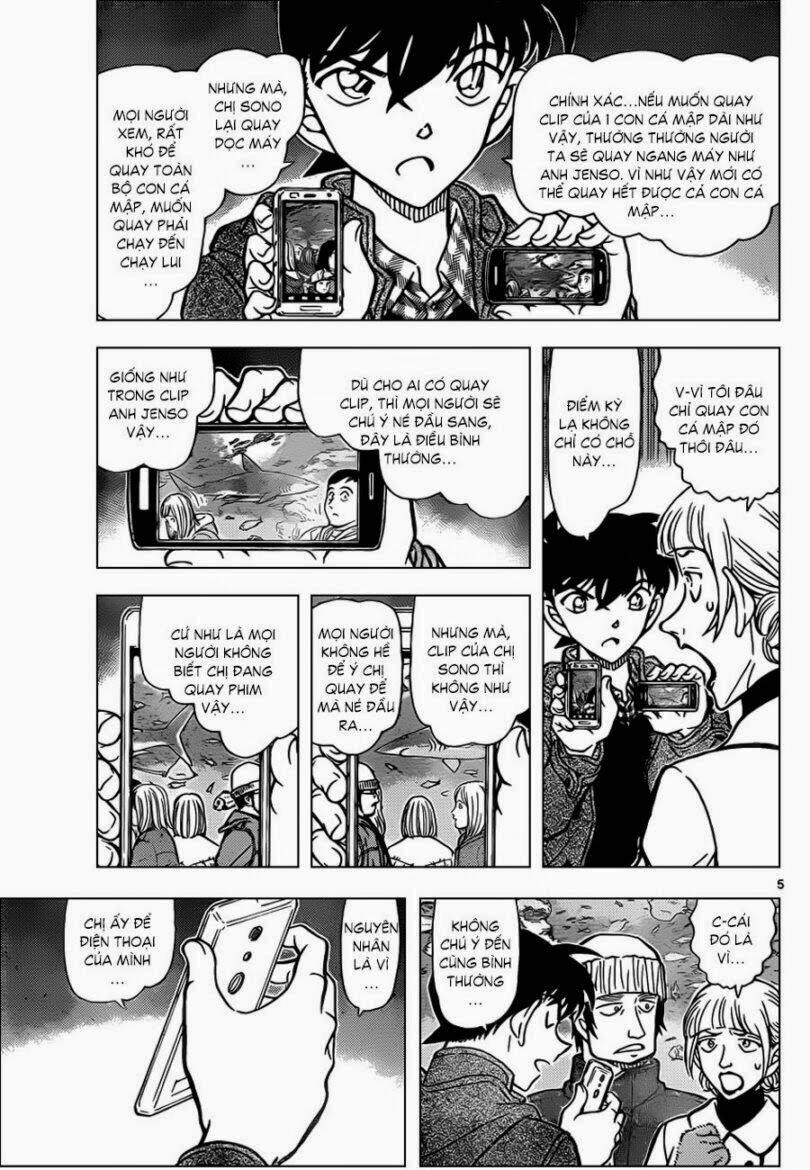 CHÍNH XÁC...NẾU MUỐN QUAY
CLIP CỦA 1 CON CÁ MẬP DÀI NHƯ
VẬY, THƯỜNG THƯỜNG NGƯỜI
TA SẼ QUAY NGANG MÁY NHƯ
ANH JENSO. VÌ NHƯ VẬY MỚI CÓ
THỂ QUAY HẾT ĐƯỢC CẢ CON CÁ
MẬP...
NHƯNG MÀ,
CHỊ SONO
LẠI QUAY
DỌC MÁY
...
MỌI NGƯỜI
XEM, RẤT
KHÓ ĐỂ
QUAY TOÀN
BỘ CON CÁ
MẬP, MUỐN
QUAY PHẢI
CHẠY ĐẾN
CHẠY LUI
...
V-VÌ TÔI ĐÂU
CHỈ QUAY CON
CÁ MẬP ĐÓ
THÔI ĐÂU...
ĐIỂM KỲ
LẠ KHÔNG
CHỈ CÓ CHỖ
NÀY...
DÙ CHO AI CÓ QUAY
CLIP, THÌ MỌI NGƯỜI SẼ
CHÚ Ý NÉ ĐẦU SANG,
ĐÂY LÀ ĐIỀU BÌNH
THƯỜNG...
GIỐNG NHƯ
TRONG CLIP
ANH JENSO
VẬY...
NHƯNG MÀ,
CLIP CỦA CHỊ
SONO THÌ
KHÔNG NHƯ
VẬY...
MỌI NGƯỜI
KHÔNG HỀ
ĐỂ Ý CHỊ
QUAY ĐỂ
MÀ NÉ ĐẦU
RA...
CỨ NHƯ LÀ MỌI
NGƯỜI KHÔNG
BIẾT CHỊ ĐANG
QUAY PHIM
VẬY...
5
C-CÁI
ĐÓ LÀ
VÌ...
KHÔNG
CHÚ Ý ĐẾN
CŨNG BÌNH
THƯỜNG
...
NGUYÊN
NHÂN
LÀ VÌ
...
CHỊ ẤY ĐỂ
ĐIỆN THOẠI
CỦA MÌNH
...